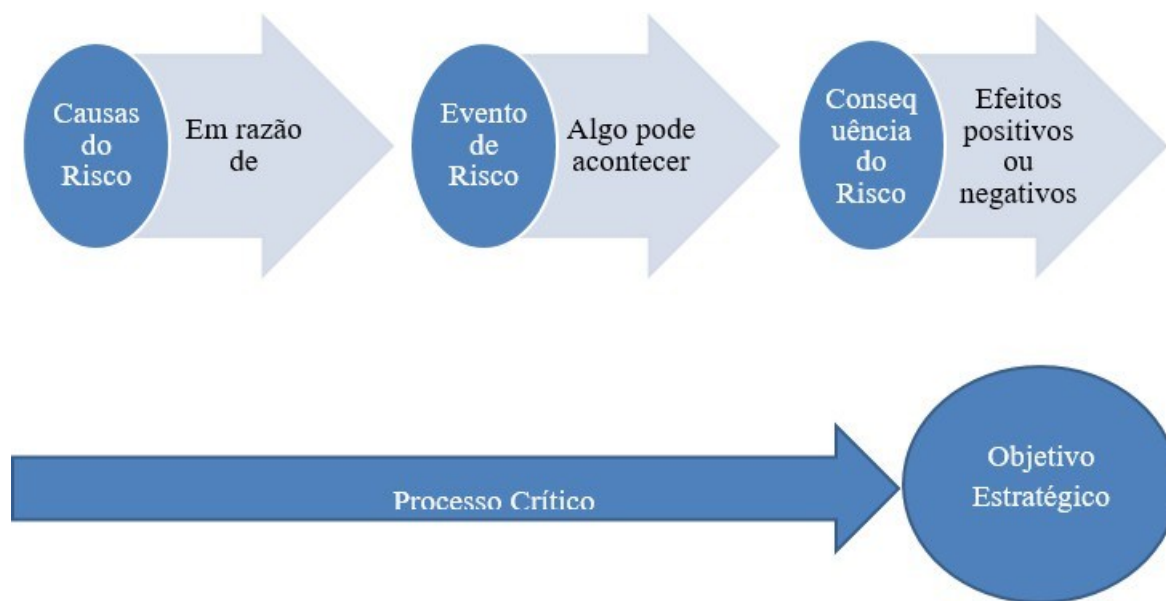 Causas
do
Risco
Em razão
de
Evento
de
Risco
Algo pode
acontecer
Conseq
uência
do
Risco
Efeitos
positivos
ou
negativos
Processo Crítico
Objetivo
Estratégico